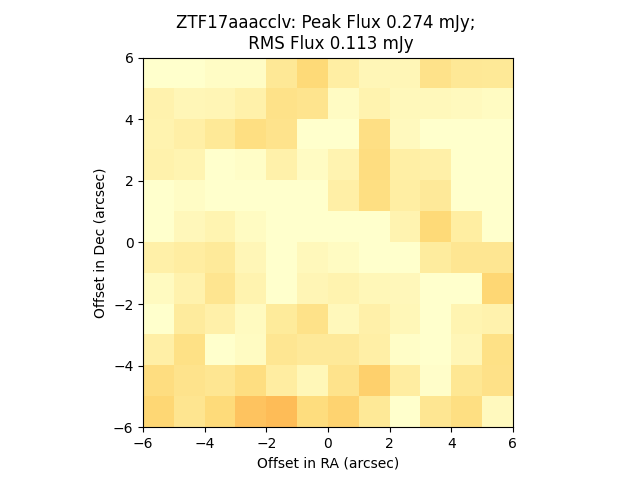 ZTF17aaacclv: Peak Flux 0.274 mJy;
RMS Flux 0.113 mJy
6
4
2
0
−2
−4
−6
Offset in Dec (arcsec)
−6 −4 −2 0 2 4 6
Offset in RA (arcsec)